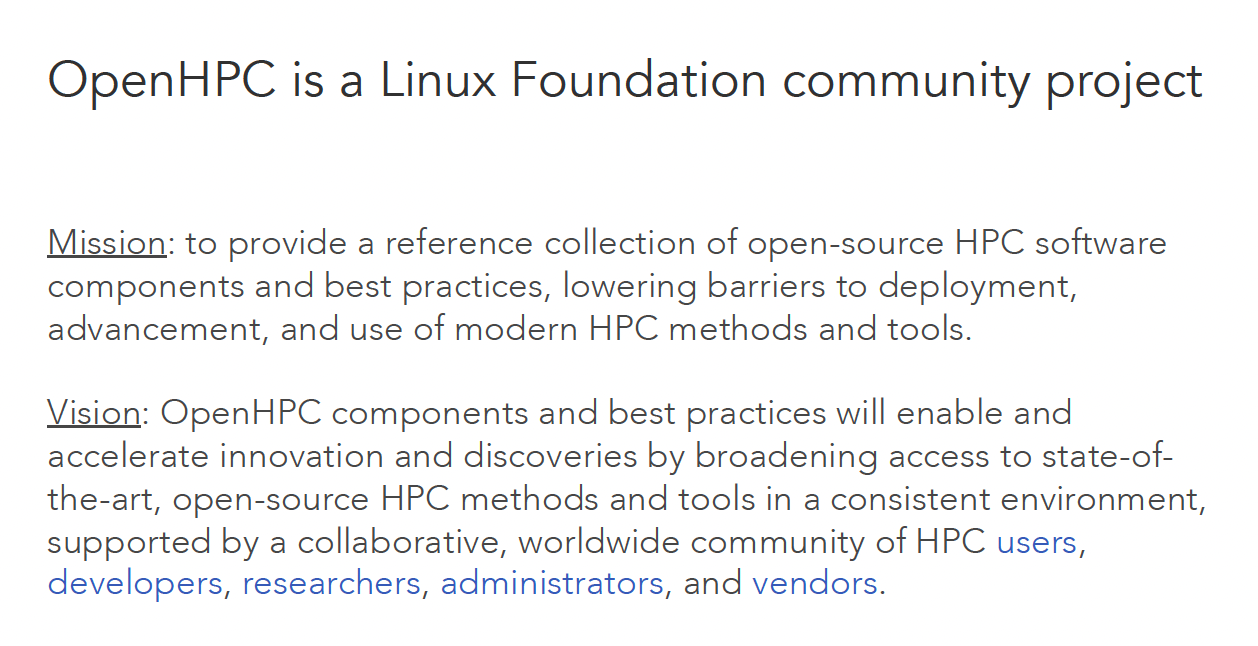 OpenHPC is a Linux Foundation community project
Mission: to provide a reference collection of open-source HPC software
components and best practices, lowering barriers to deployment,
advancement, and use of modern HPC methods and tools.
Vision: OpenHPC components and best practices will enable and
accelerate innovation and discoveries by broadening access to state-of-
the-art, open-source HPC methods and tools in a consistent environment,
supported by a collaborative, worldwide community of HPC users,
developers, researchers, administrators, and vendors.